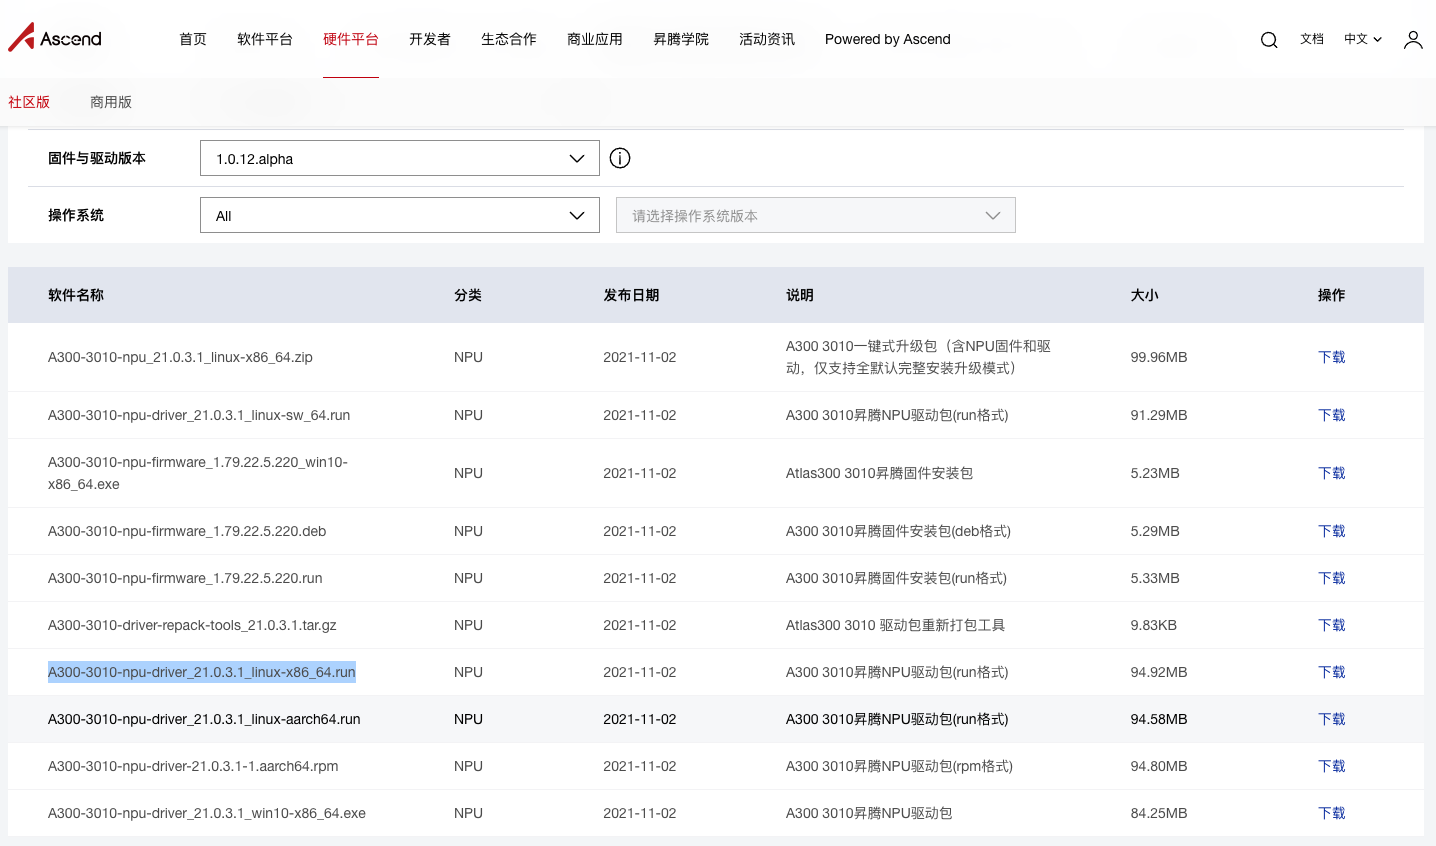 Ascend
首页 软件平台 硬件平台 开发者 生态合作 商业应用 昇腾学院 活动资讯 Powered by Ascend 文档 中文
社区版 商用版
固件与驱动版本 1.0.12.alpha
操作系统 All 请选择操作系统版本
软件名称 分类 发布日期 说明 大小 操作
A300-3010-npu_21.0.3.1_linux-x86_64.zip NPU 2021-11-02 A300 3010一键式升级包（含NPU固件和驱
动，仅支持全默认完整安装升级模式） 99.96MB 下载
A300-3010-npu-driver_21.0.3.1_linux-sw_64.run NPU 2021-11-02 A300 3010昇腾NPU驱动包(run格式) 91.29MB 下载
A300-3010-npu-firmware_1.79.22.5.220_win10-
x86_64.exe NPU 2021-11-02 Atlas300 3010昇腾固件安装包 5.23MB 下载
A300-3010-npu-firmware_1.79.22.5.220.deb NPU 2021-11-02 A300 3010昇腾固件安装包(deb格式) 5.29MB 下载
A300-3010-npu-firmware_1.79.22.5.220.run NPU 2021-11-02 A300 3010昇腾固件安装包(run格式) 5.33MB 下载
A300-3010-driver-repack-tools_21.0.3.1.tar.gz NPU 2021-11-02 Atlas300 3010 驱动包重新打包工具 9.83KB 下载
A300-3010-npu-driver_21.0.3.1_linux-x86_64.run NPU 2021-11-02 A300 3010昇腾NPU驱动包(run格式) 94.92MB 下载
A300-3010-npu-driver_21.0.3.1_linux-aarch64.run NPU 2021-11-02 A300 3010昇腾NPU驱动包(run格式) 94.58MB 下载
A300-3010-npu-driver-21.0.3.1-1.aarch64.rpm NPU 2021-11-02 A300 3010昇腾NPU驱动包(rpm格式) 94.80MB 下载
A300-3010-npu-driver_21.0.3.1_win10-x86_64.exe NPU 2021-11-02 A300 3010昇腾NPU驱动包 84.25MB 下载